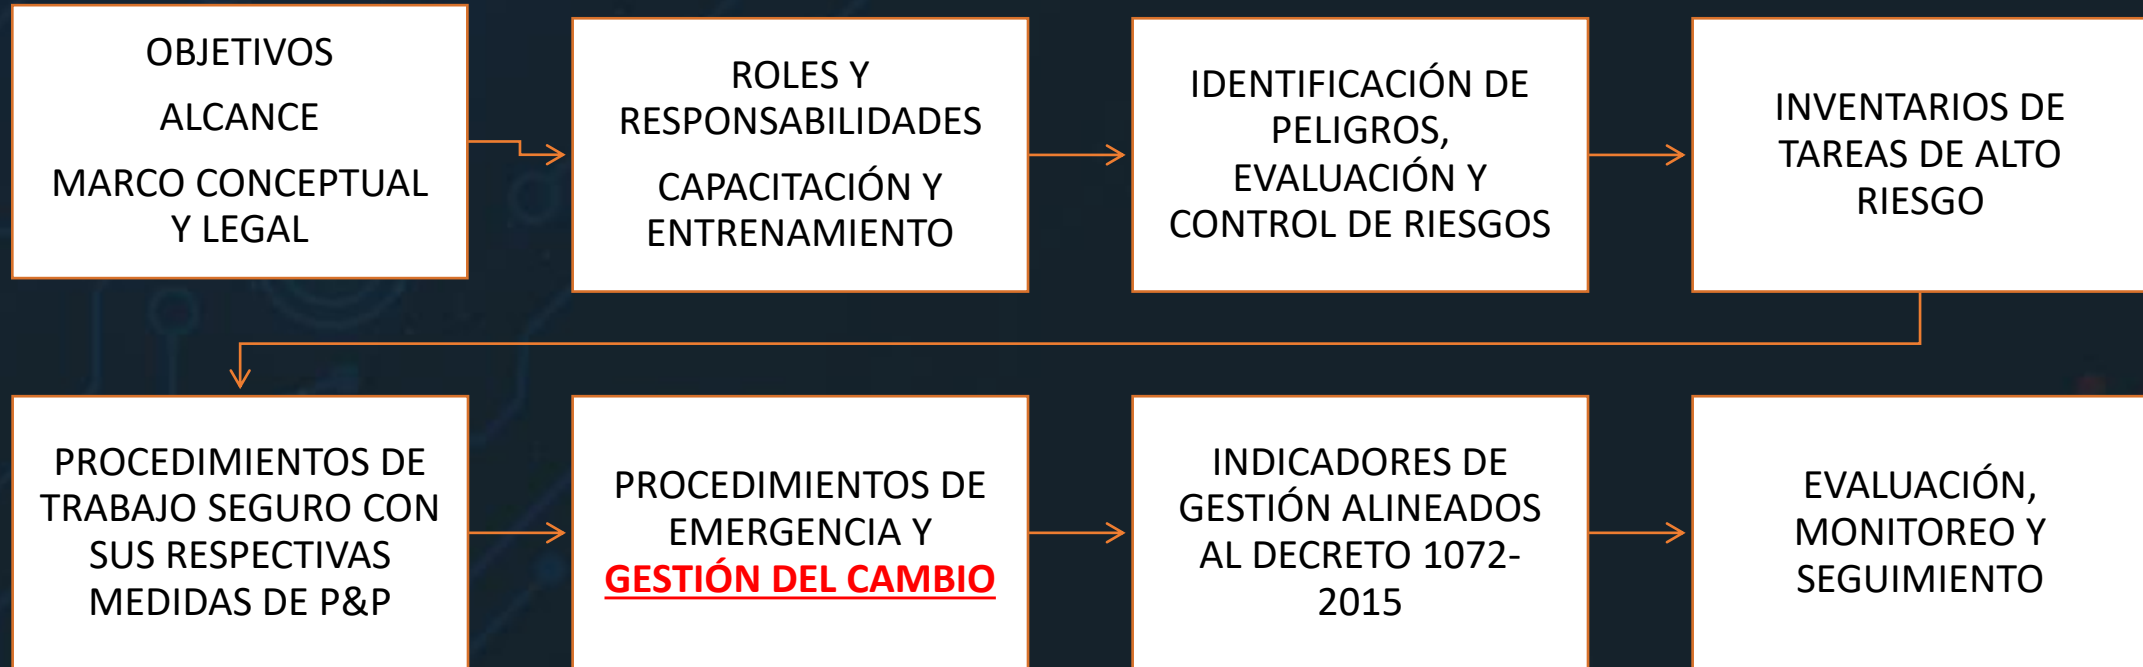 OBJETIVOS
ALCANCE
MARCO CONCEPTUAL
Y LEGAL
ROLES Y
RESPONSABILIDADES
CAPACITACIÓN Y
ENTRENAMIENTO
IDENTIFICACIÓN DE
PELIGROS,
EVALUACIÓN Y
CONTROL DE RIESGOS
INVENTARIOS DE
TAREAS DE ALTO
RIESGO
PROCEDIMIENTOS DE
TRABAJO SEGURO CON
SUS RESPECTIVAS
MEDIDAS DE P&P
PROCEDIMIENTOS DE
EMERGENCIA Y
GESTIÓN DEL CAMBIO
INDICADORES DE
GESTIÓN ALINEADOS
AL DECRETO 1072-
2015
EVALUACIÓN,
MONITOREO Y
SEGUIMIENTO